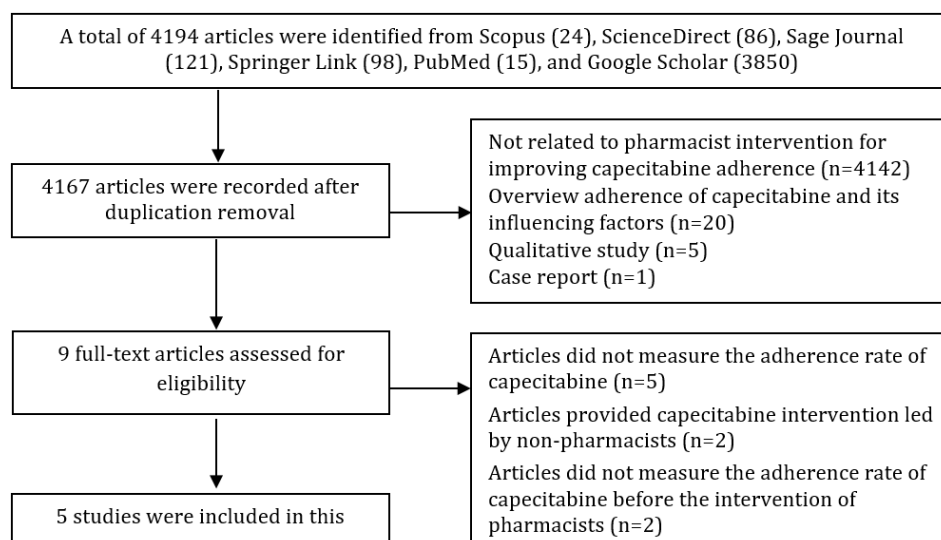 A total of 4194 articles were identified from Scopus (24), ScienceDirect (86), Sage Journal
(121), Springer Link (98), PubMed (15), and Google Scholar (3850)
4167 articles were recorded after
duplication removal
Not related to pharmacist intervention for
improving capecitabine adherence (n=4142)
Overview adherence of capecitabine and its
influencing factors (n=20)
Qualitative study (n=5)
Case report (n=1)
9 full-text articles assessed for
eligibility
Articles did not measure the adherence rate of
capecitabine (n=5)
Articles provided capecitabine intervention led
by non-pharmacists (n=2)
Articles did not measure the adherence rate of
capecitabine before the intervention of
pharmacists (n=2)
5 studies were included in this